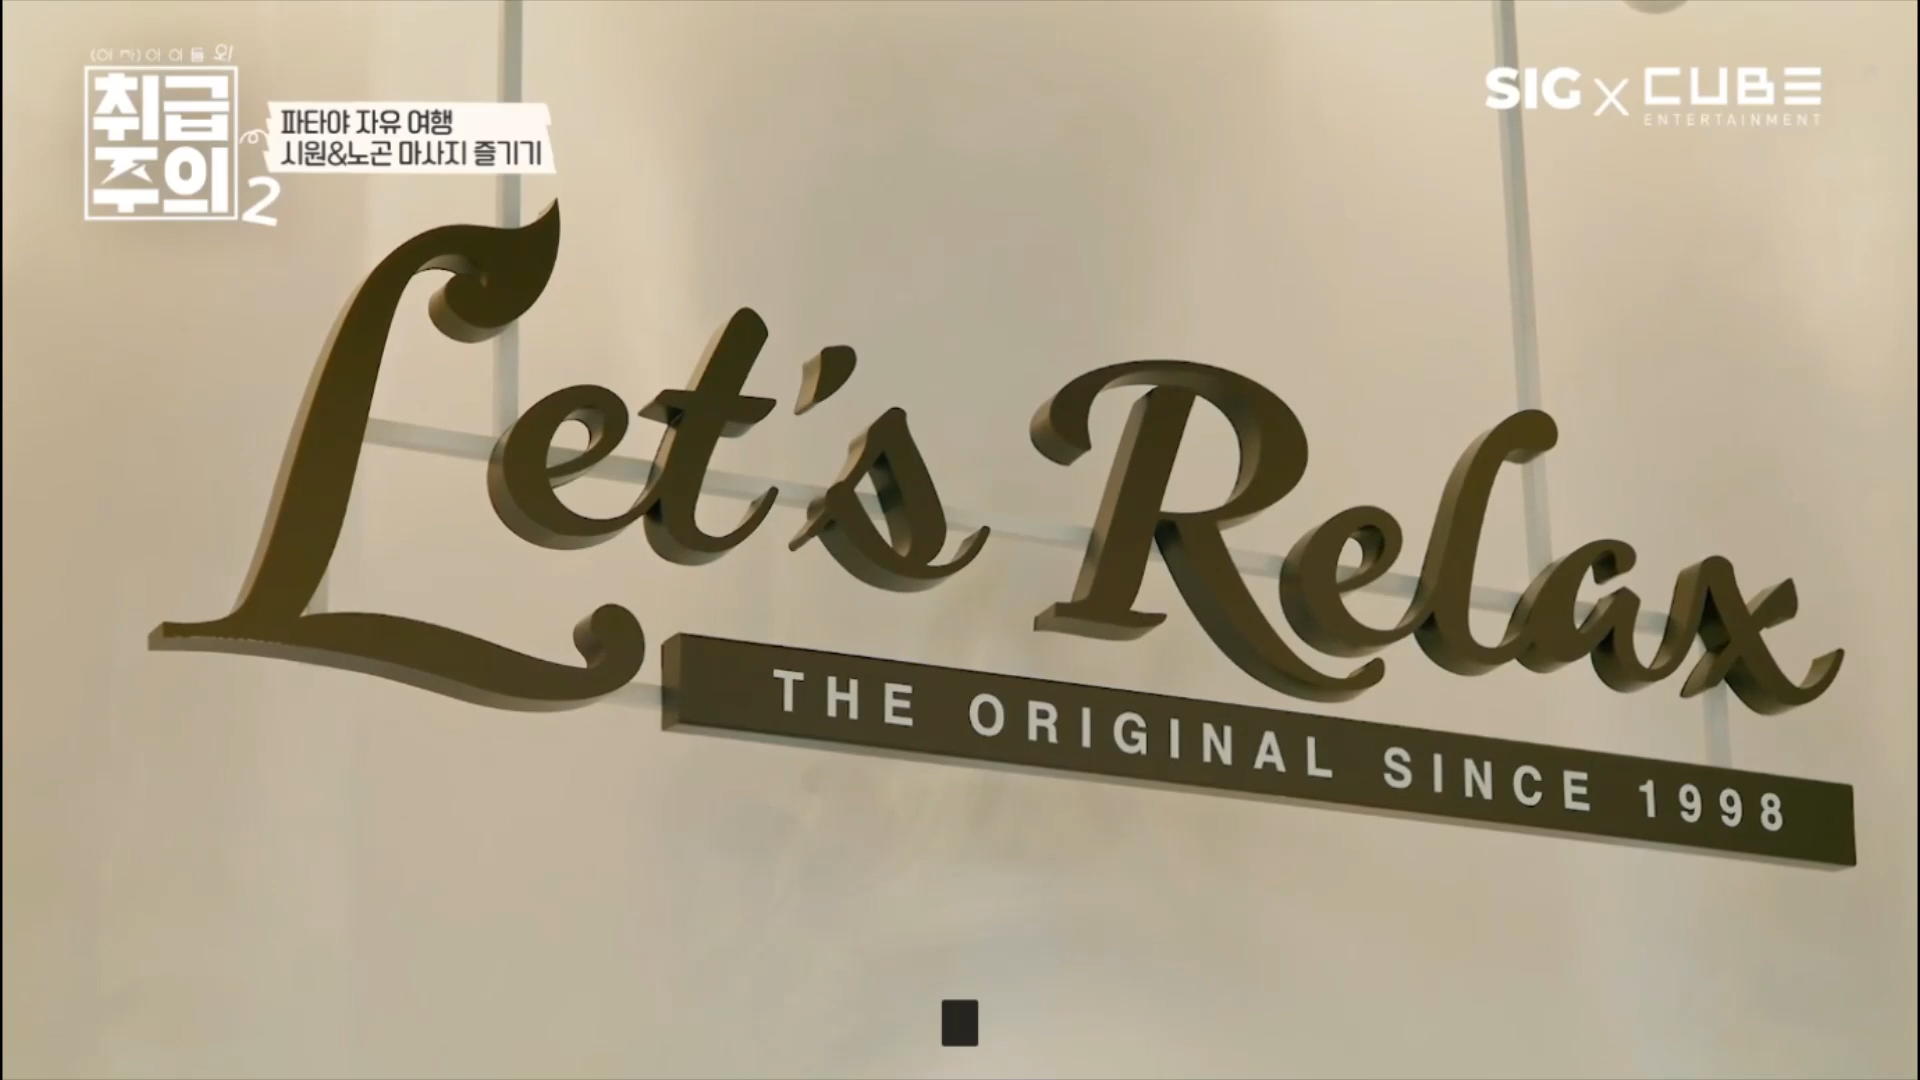 취급
주의
2
파타야 자유 여행
시원&노곤 마사지 즐기기
SIG X CUBE
ENTERTAINMENT
Let's Relax
THE ORIGINAL SINCE 1998